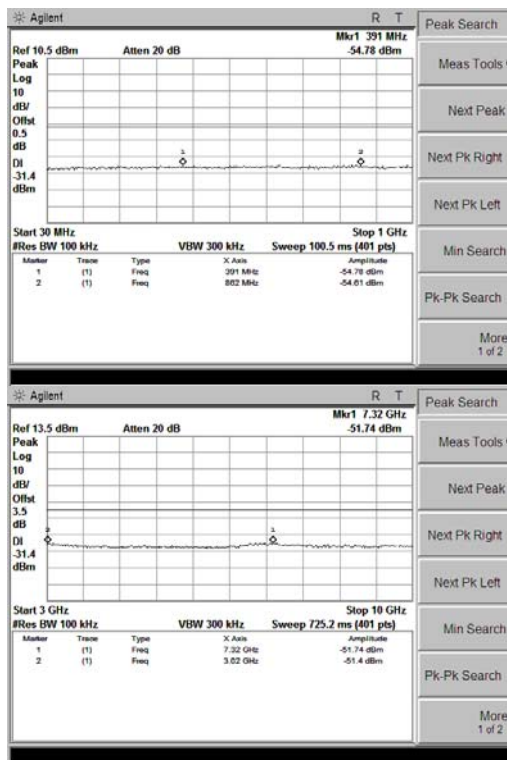 Agilent R T
Peak Search
Mkr1 391 MHz
Ref 10.5 dBm Atten 20 dB -54.78 dBm
Peak
Log
10
dB/
Offst
0.5
dB
DI
-31.4
dBm
1 2
Start 30 MHz Stop 1 GHz
#Res BW 100 kHz VBW 300 kHz Sweep 100.5 ms (401 pts)
Marker Trace Type X Axis Amplitude
1 (1) Freq 391 MHz -54.78 dBm
2 (1) Freq 862 MHz -54.61 dBm
Meas Tools
Next Peak
Next Pk Right
Next Pk Left
Min Search
Pk-Pk Search
More
1 of 2
Agilent R T
Peak Search
Mkr1 7.32 GHz
Ref 13.5 dBm Atten 20 dB -51.74 dBm
Peak
Log
10
dB/
Offst
3.5
dB
DI
-31.4
dBm
2 1
Start 3 GHz Stop 10 GHz
#Res BW 100 kHz VBW 300 kHz Sweep 725.2 ms (401 pts)
Marker Trace Type X Axis Amplitude
1 (1) Freq 7.32 GHz -51.74 dBm
2 (1) Freq 3.02 GHz -51.4 dBm
Meas Tools
Next Peak
Next Pk Right
Next Pk Left
Min Search
Pk-Pk Search
More
1 of 2